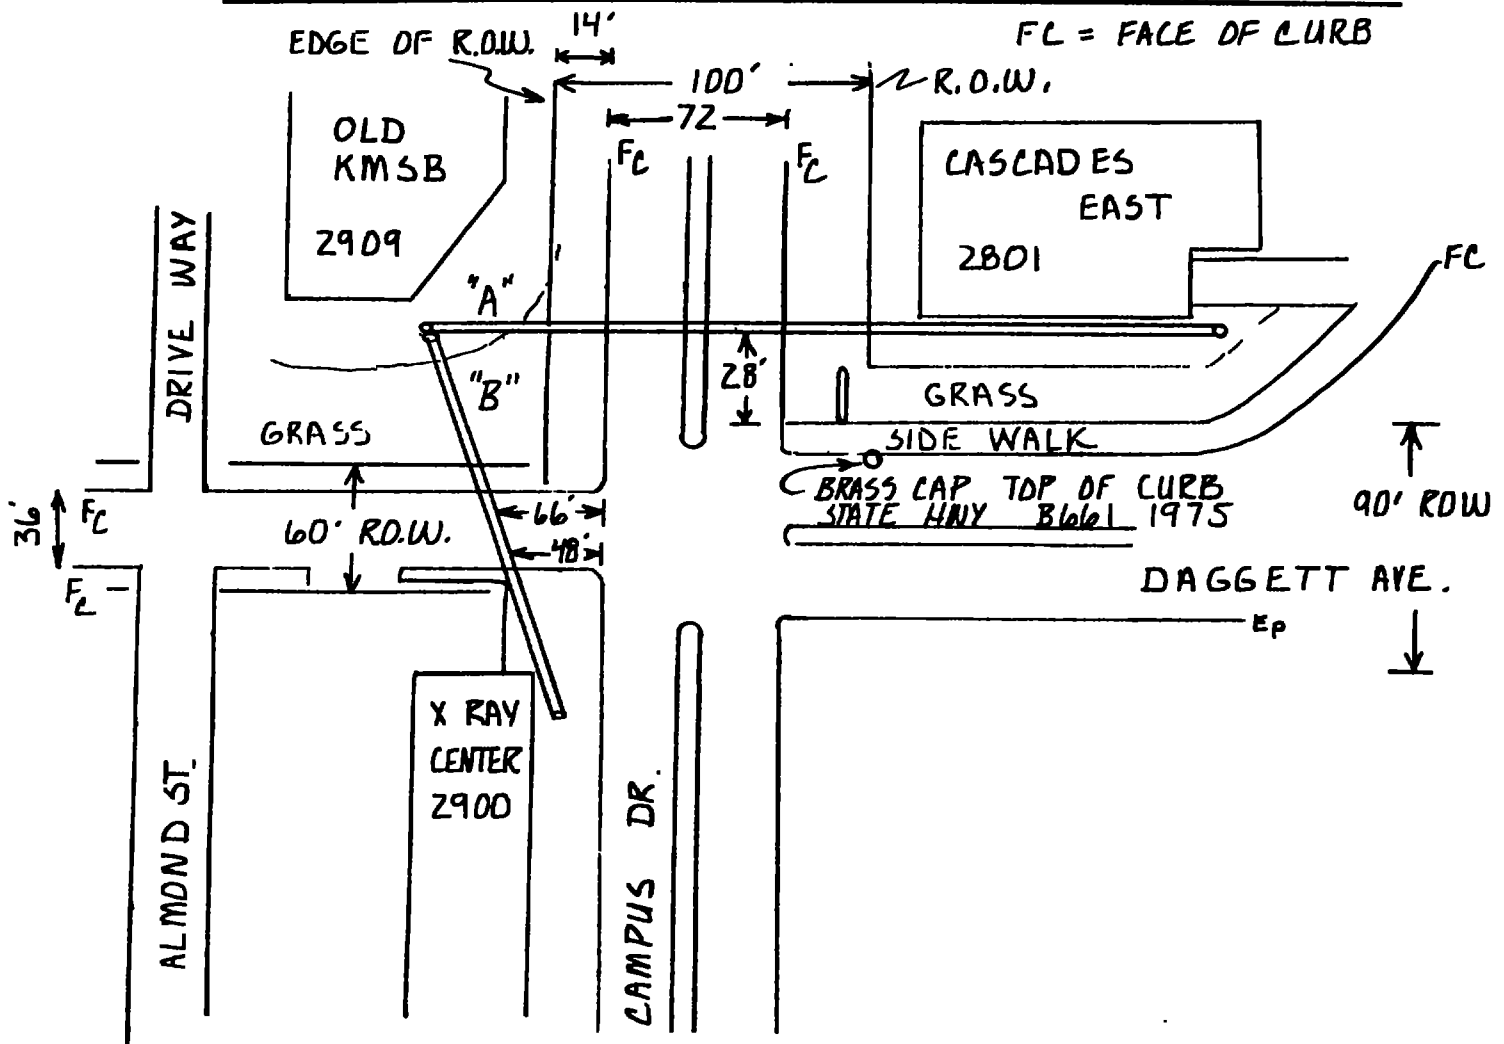 FC = FACE OF CURB
14'
EDGE OF R.O.W.
100'
R.O.W.
72
FC
FC
OLD
KMSB
2909
CASCADES
EAST
2801
FC
DRIVE WAY
"A"
"B"
28'
GRASS
GRASS
SIDE WALK
BRASS CAP TOP OF CURB
STATE HWY B661 1975
90' ROW
36'
FC
FC
60' R.O.W.
66'
48'
DAGGETT AVE.
EP
X RAY
CENTER
2900
ALMOND ST.
CAMPUS DR.